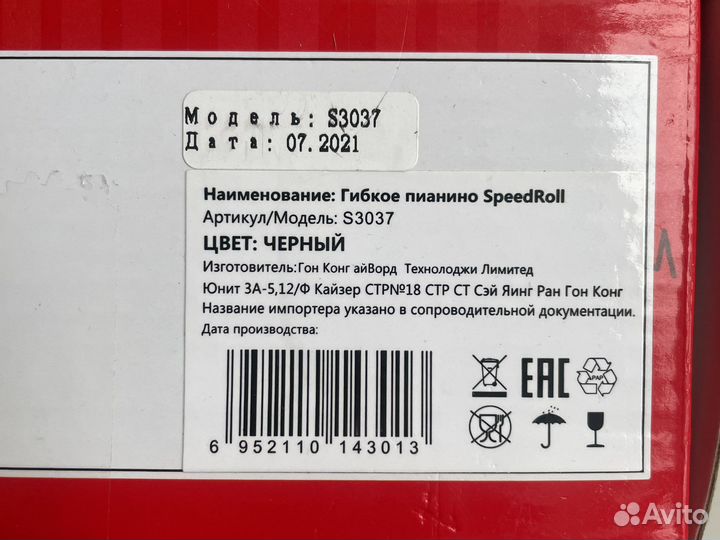 Модель: S3037
Дата: 07.2021
Наименование: Гибкое пианино SpeedRoll
Артикул/Модель: S3037
ЦВЕТ: ЧЕРНЫЙ
Изготовитель:Гон Конг айВорд Технолоджи Лимитед
Юнит 3А-5,12/Ф Кайзер СТР№18 СТР СТ Сэй Яинг Ран Гон Конг
Название импортера указано в сопроводительной документации.
Дата производства:
EAC
PAP
6 952110 143013
Avito